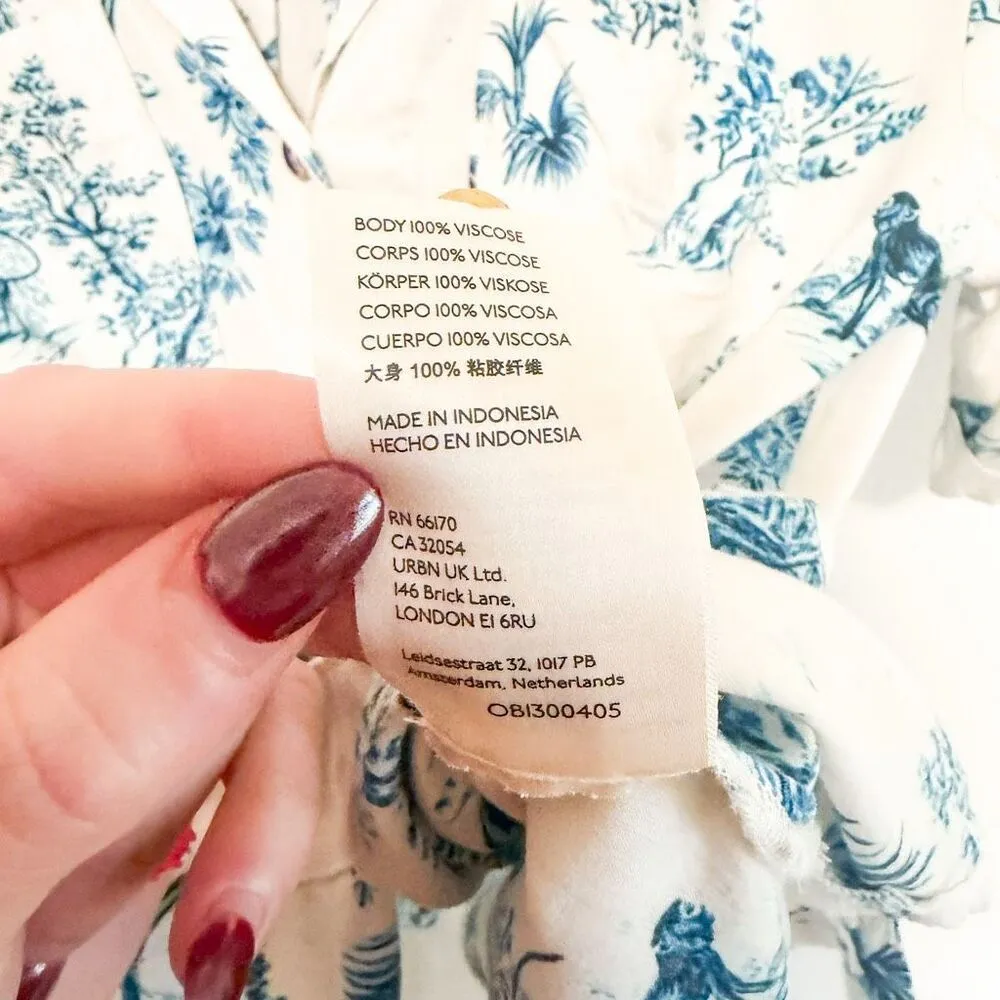 BODY 100% VISCOSE
CORPS 100% VISCOSE
KÖRPER 100% VISKOSE
CORPO 100% VISCOSA
CUERPO 100% VISCOSA
大身 100% 粘胶纤维
MADE IN INDONESIA
HECHO EN INDONESIA
RN 66170
CA 32054
URBN UK Ltd.
146 Brick Lane,
LONDON E1 6RU
Leidsestraat 32, 1017 PB
Amsterdam, Netherlands
OB1300405